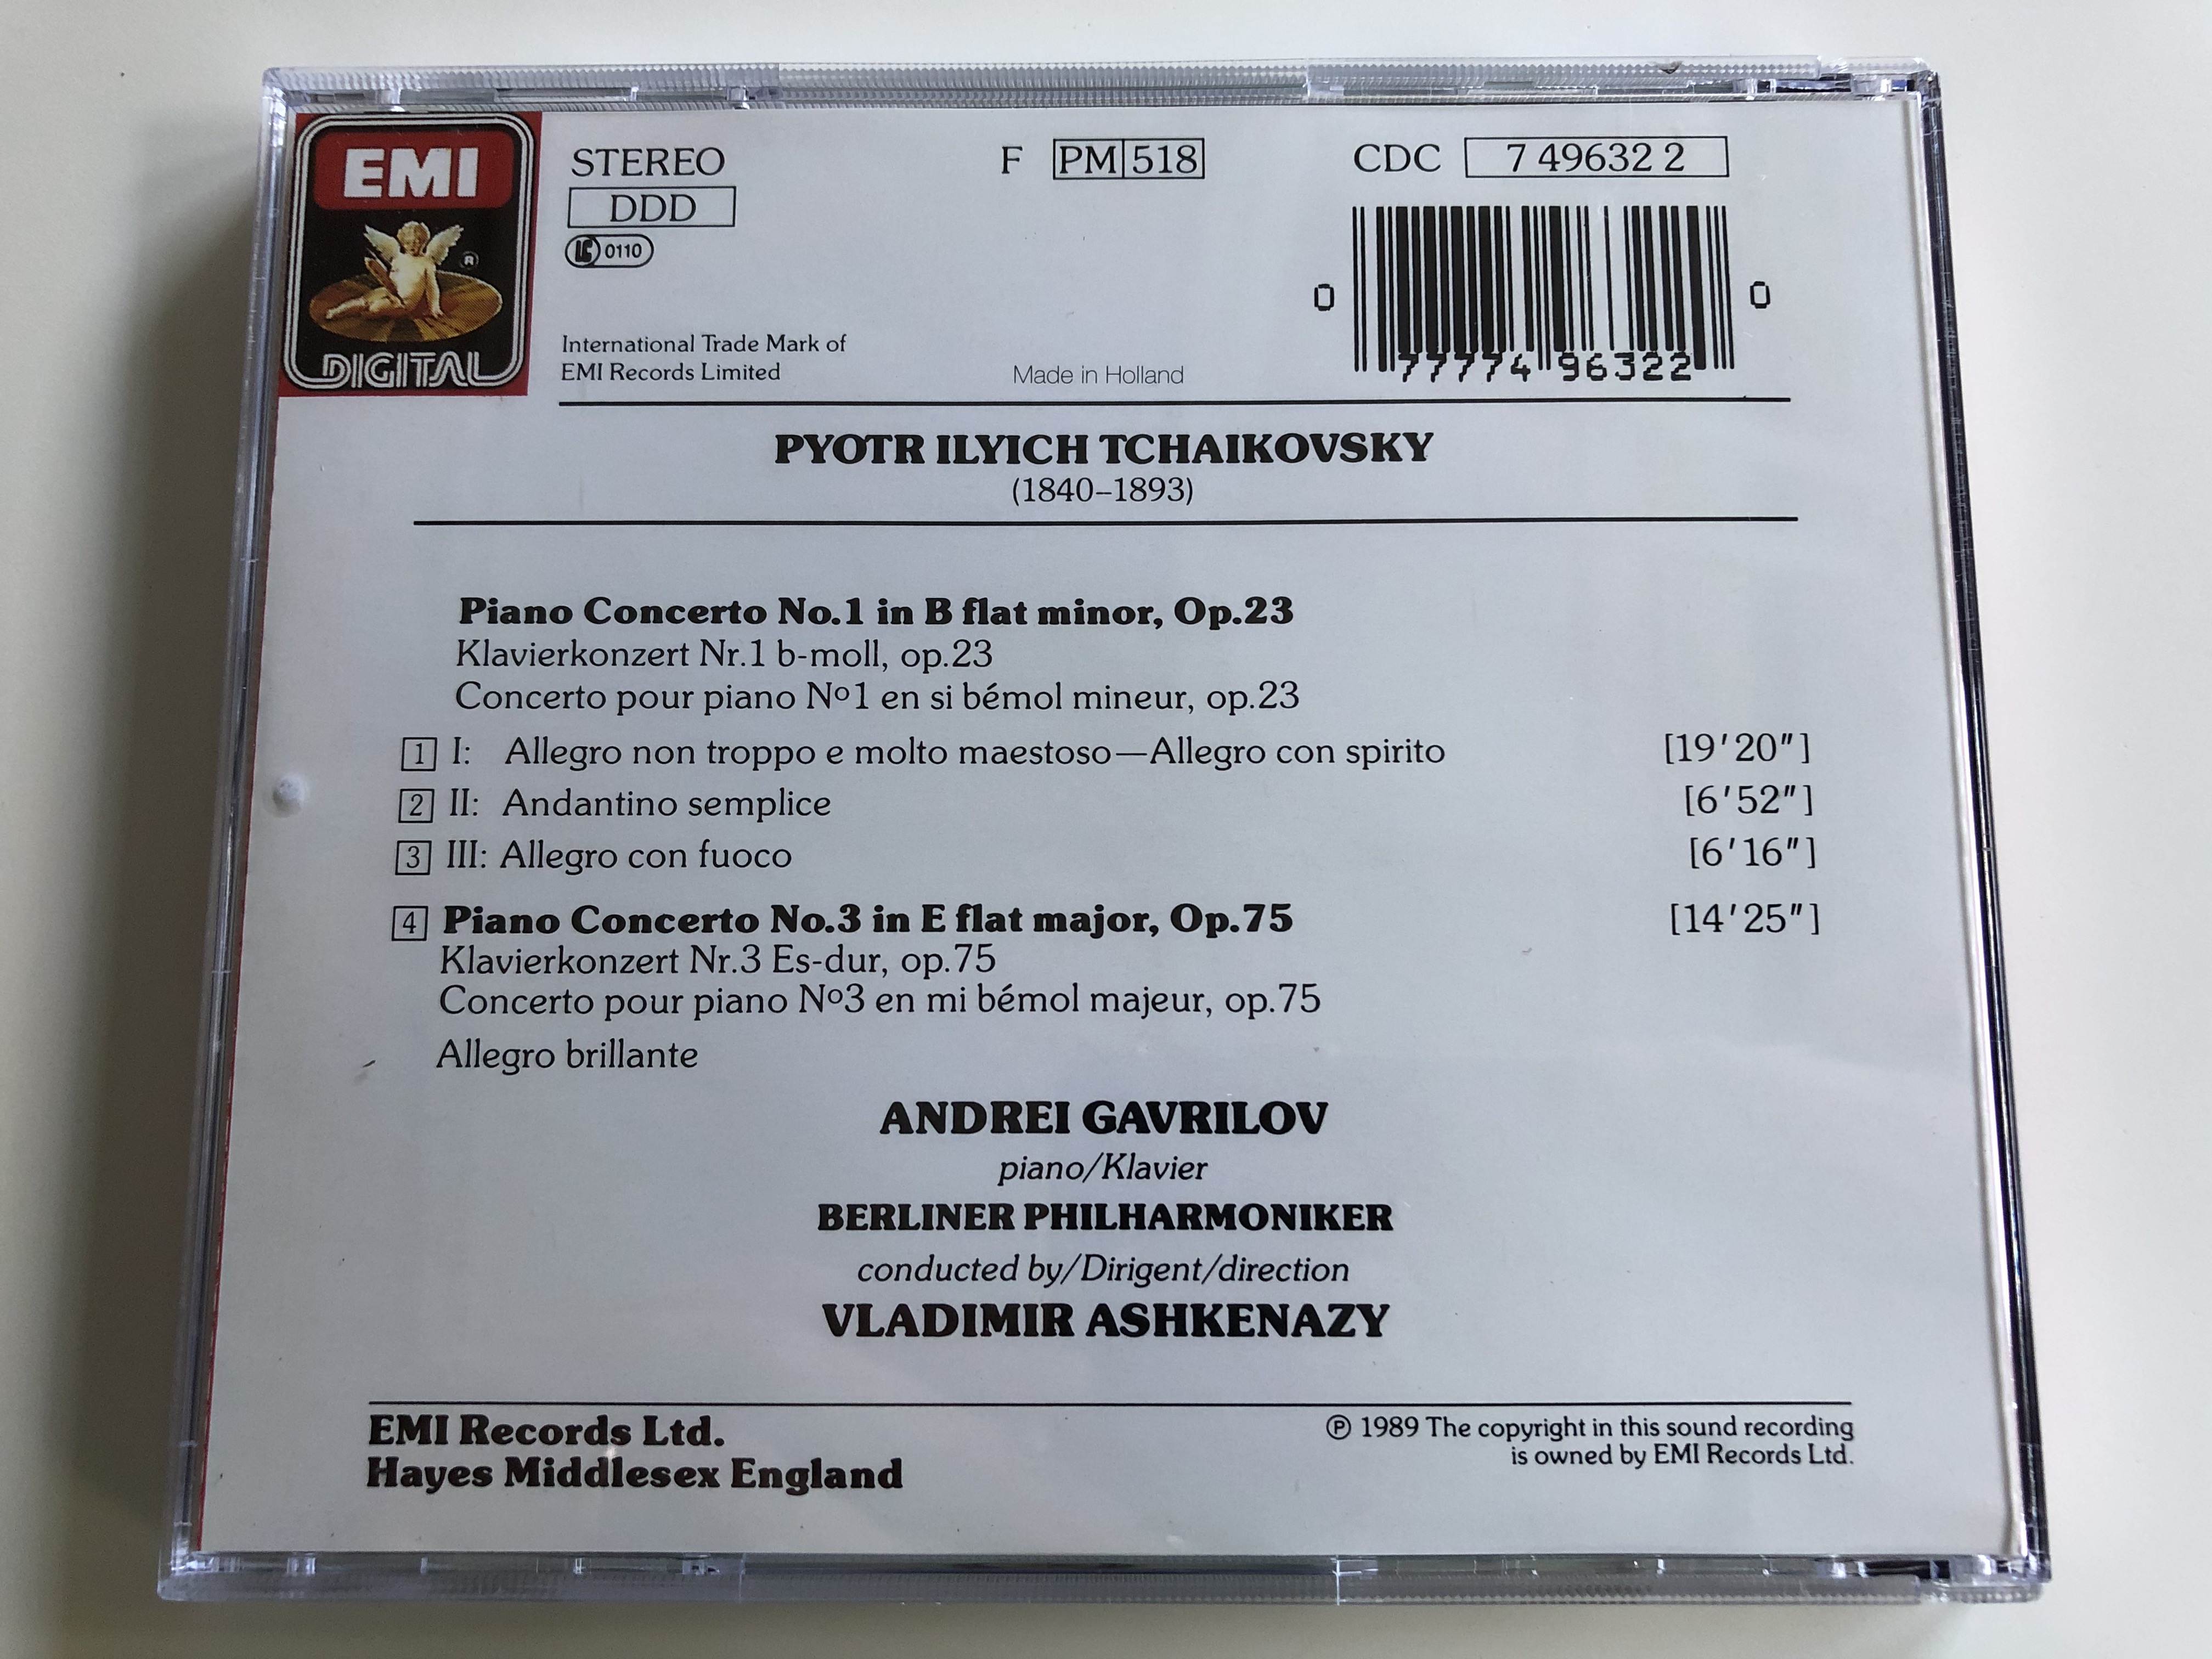 EMI
DIGITAL
®
STEREO
DDD
LC 0110
International Trade Mark of
EMI Records Limited
F PM 518
Made in Holland
CDC 7 49632 2
0 77774 96322 0
PYOTR ILYICH TCHAIKOVSKY
(1840–1893)
Piano Concerto No.1 in B flat minor, Op.23
Klavierkonzert Nr.1 b-moll, op.23
Concerto pour piano Nº1 en si bémol mineur, op.23
1 I: Allegro non troppo e molto maestoso—Allegro con spirito [19'20"]
2 II: Andantino semplice [6'52"]
3 III: Allegro con fuoco [6'16"]
4 Piano Concerto No.3 in E flat major, Op.75 [14'25"]
Klavierkonzert Nr.3 Es-dur, op.75
Concerto pour piano Nº3 en mi bémol majeur, op.75
Allegro brillante
ANDREI GAVRILOV
piano/Klavier
BERLINER PHILHARMONIKER
conducted by/Dirigent/direction
VLADIMIR ASHKENAZY
EMI Records Ltd.
Hayes Middlesex England
℗ 1989 The copyright in this sound recording
is owned by EMI Records Ltd.